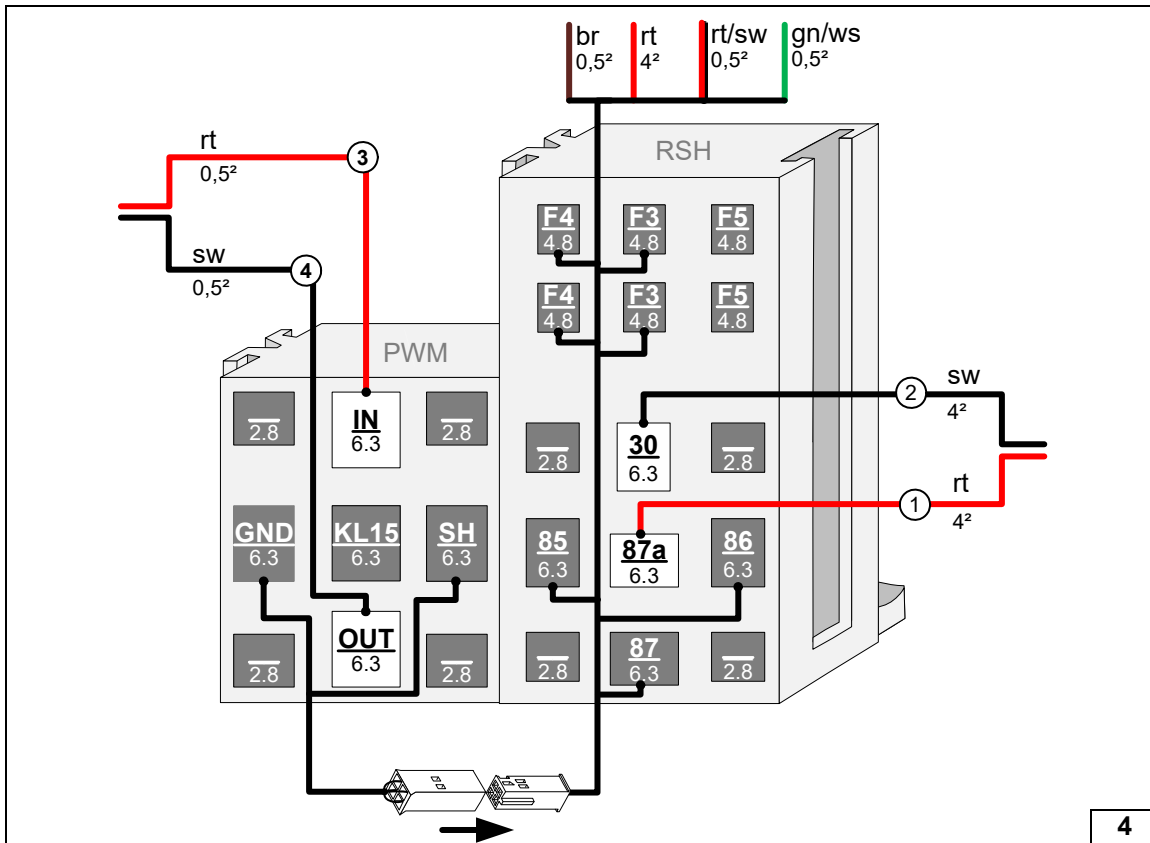 br rt rt/sw gn/ws
0,5² 4² 0,5² 0,5²
rt
0,5²
3
sw
0,5²
4
RSH
F4 F3 F5
4.8 4.8 4.8
F4 F3 F5
4.8 4.8 4.8
PWM
2.8 IN 2.8
6.3
sw
2
4²
2.8 30 2.8
6.3
rt
1
4²
GND KL15 SH
6.3 6.3 6.3
85 87a 86
6.3 6.3 6.3
OUT
2.8 6.3 2.8
2.8 87 2.8
6.3
4